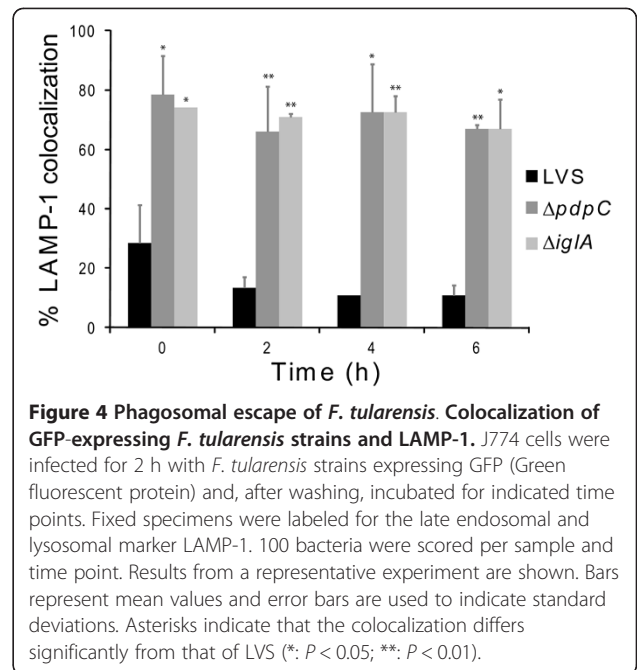 100
80
60
40
20
0
% LAMP-1 colocalization
* *
** **
* **
** *
LVS
ΔpdpC
ΔiglA
0 2 4 6
Time (h)
Figure 4 Phagosomal escape of F. tularensis. Colocalization of
GFP-expressing F. tularensis strains and LAMP-1. J774 cells were
infected for 2 h with F. tularensis strains expressing GFP (Green
fluorescent protein) and, after washing, incubated for indicated time
points. Fixed specimens were labeled for the late endosomal and
lysosomal marker LAMP-1. 100 bacteria were scored per sample and
time point. Results from a representative experiment are shown. Bars
represent mean values and error bars are used to indicate standard
deviations. Asterisks indicate that the colocalization differs
significantly from that of LVS (*: P < 0.05; **: P < 0.01).